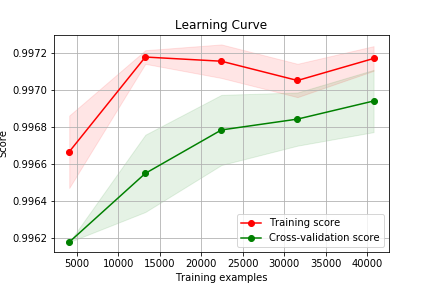 Learning Curve
0.9972
0.9970
0.9968
0.9966
0.9964
0.9962
Score
5000 10000 15000 20000 25000 30000 35000 40000
Training examples
Training score
Cross-validation score